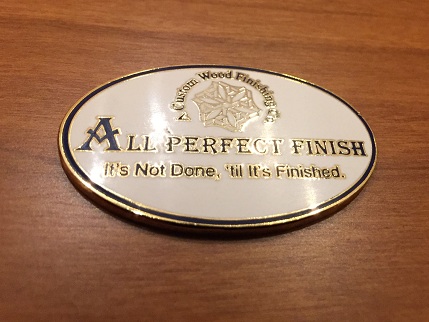 A Custom Wood Finishing Co
ALL PERFECT FINISH
It's Not Done, 'til It's Finished.